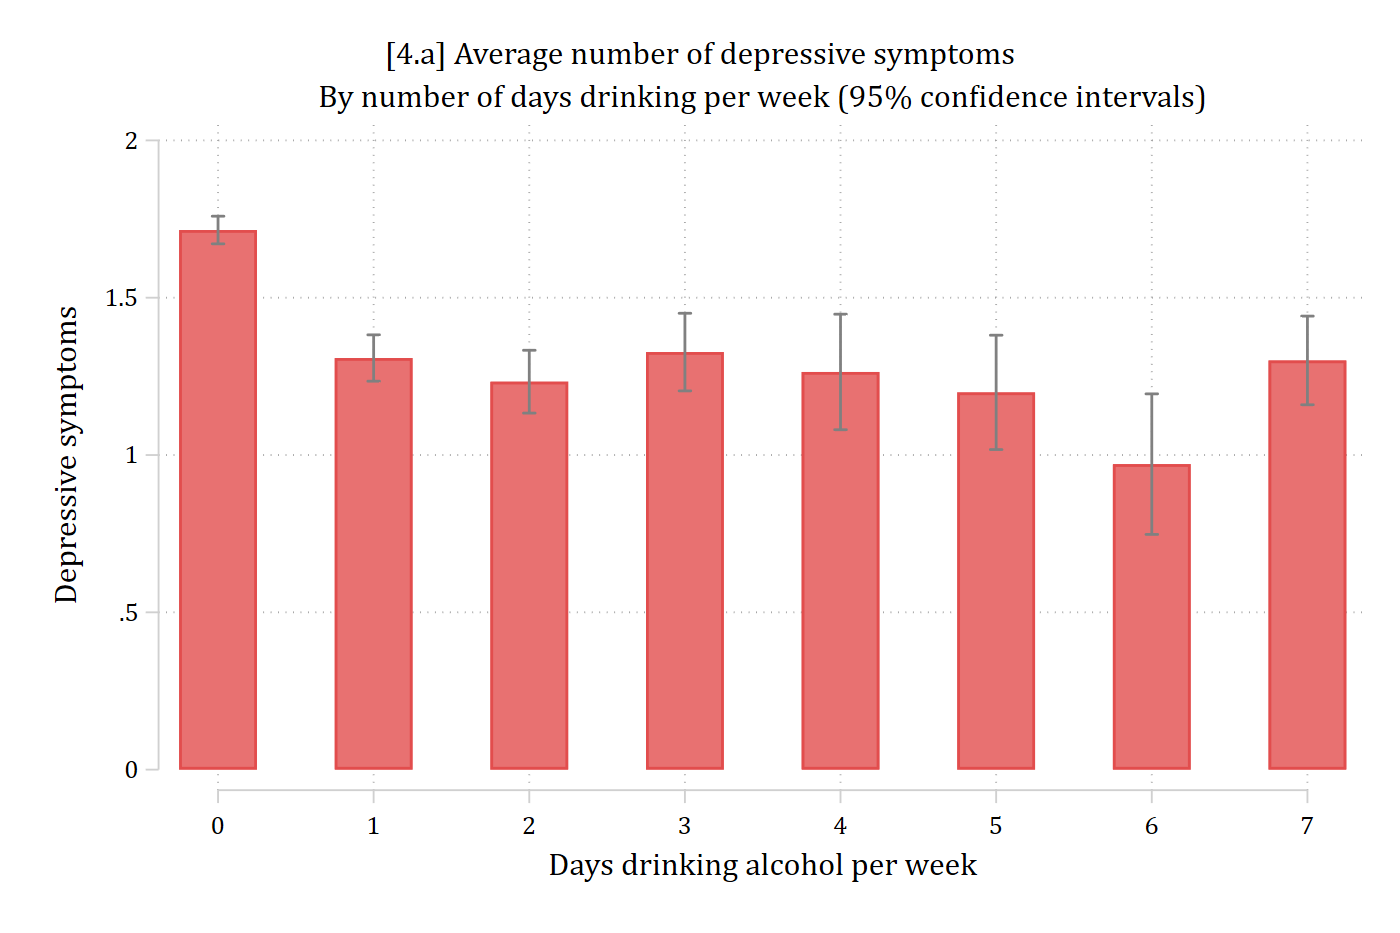 [4.a] Average number of depressive symptoms
By number of days drinking per week (95% confidence intervals)
2
1.5
1
.5
0
Depressive symptoms
0 1 2 3 4 5 6 7
Days drinking alcohol per week